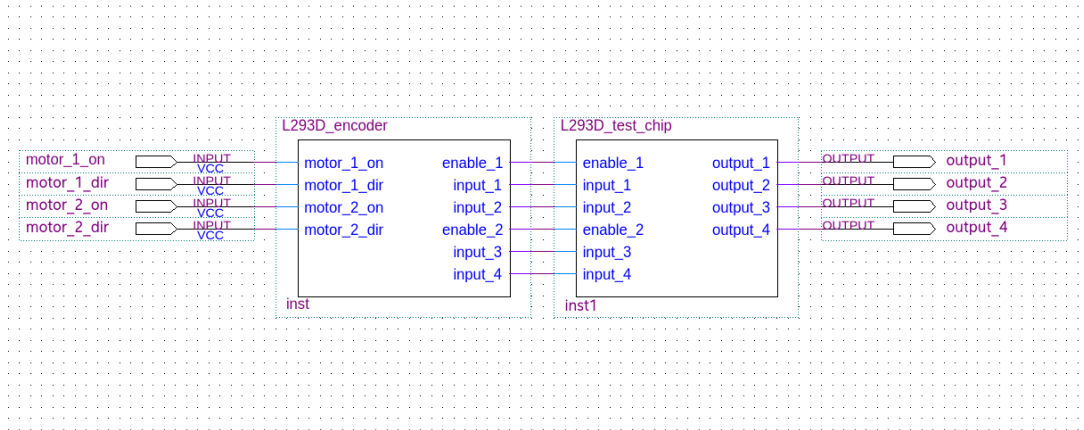 L293D_encoder
L293D_test_chip
motor_1_on INPUT VCC
motor_1_dir INPUT VCC
motor_2_on INPUT VCC
motor_2_dir INPUT VCC
motor_1_on enable_1
motor_1_dir input_1
motor_2_on input_2
motor_2_dir enable_2
input_3
input_4
inst
enable_1 output_1
input_1 output_2
input_2 output_3
enable_2 output_4
input_3
input_4
inst1
OUTPUT output_1
OUTPUT output_2
OUTPUT output_3
OUTPUT output_4